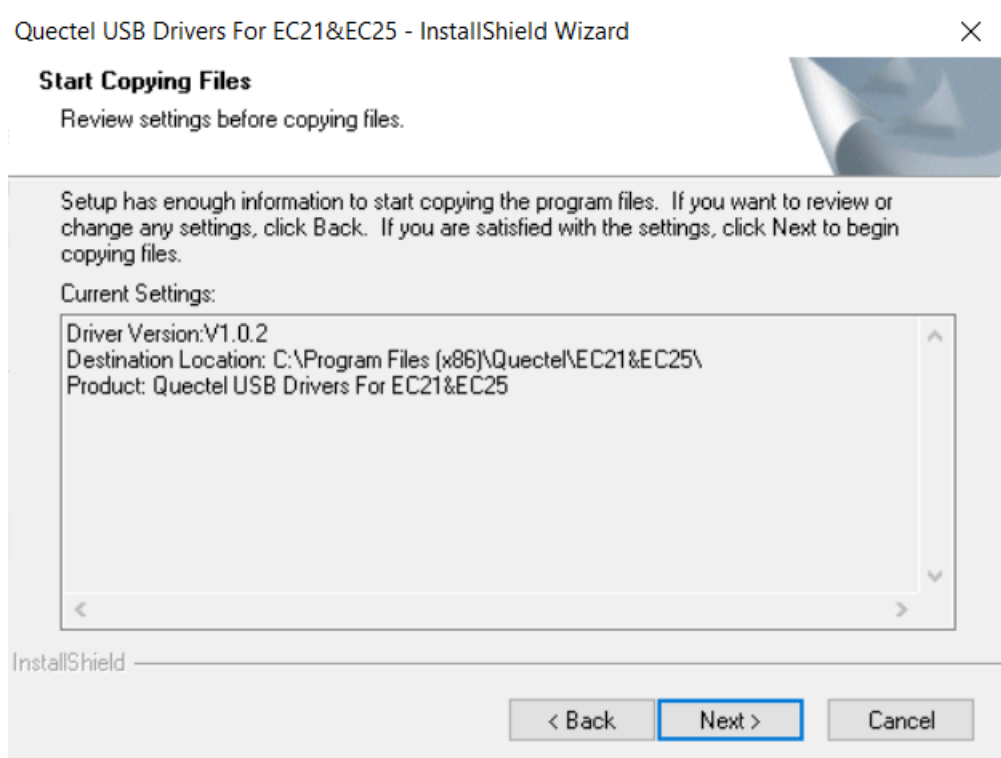 Quectel USB Drivers For EC21&EC25 - InstallShield Wizard
Start Copying Files
Review settings before copying files.
Setup has enough information to start copying the program files.  If you want to review or
change any settings, click Back.  If you are satisfied with the settings, click Next to begin
copying files.
Current Settings:
Driver Version:V1.0.2
Destination Location: C:\Program Files (x86)\Quectel\EC21&EC25\
Product: Quectel USB Drivers For EC21&EC25
InstallShield
< Back
Next >
Cancel